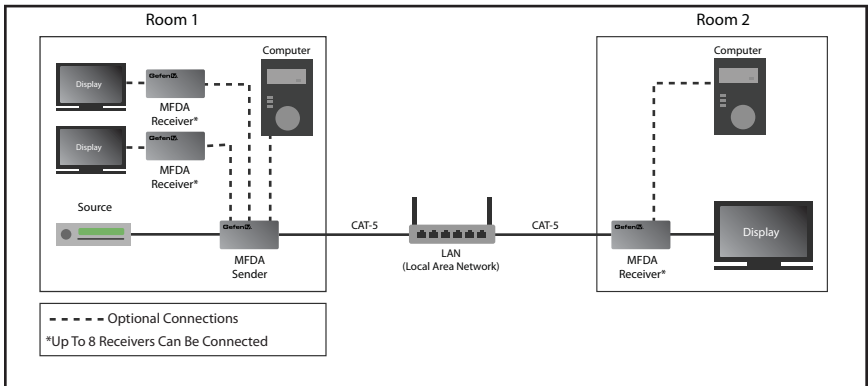 Room 1
Room 2
Computer
Computer
Display
Gefen
MFDA
Receiver*
Display
Gefen
MFDA
Receiver*
Source
Gefen
MFDA
Sender
CAT-5
LAN
(Local Area Network)
CAT-5
Gefen
MFDA
Receiver*
Display
Optional Connections
*Up To 8 Receivers Can Be Connected